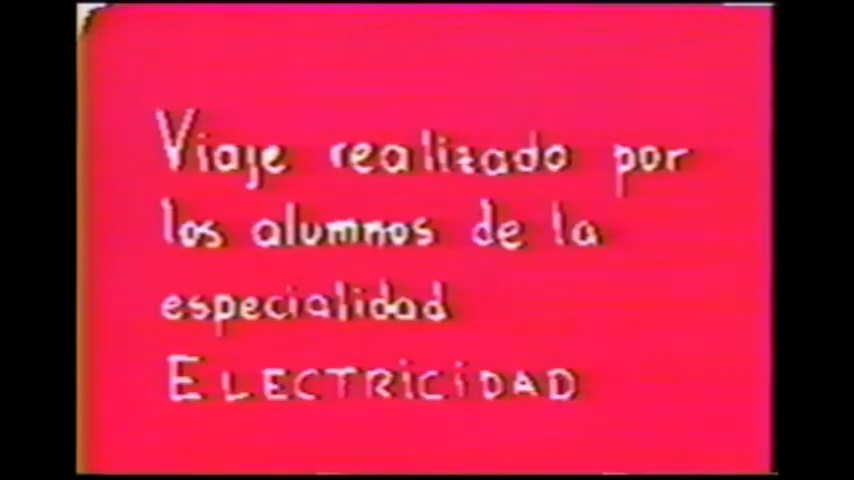 Viaje realizado por
los alumnos de la
especialidad
ELECTRiCiDAD